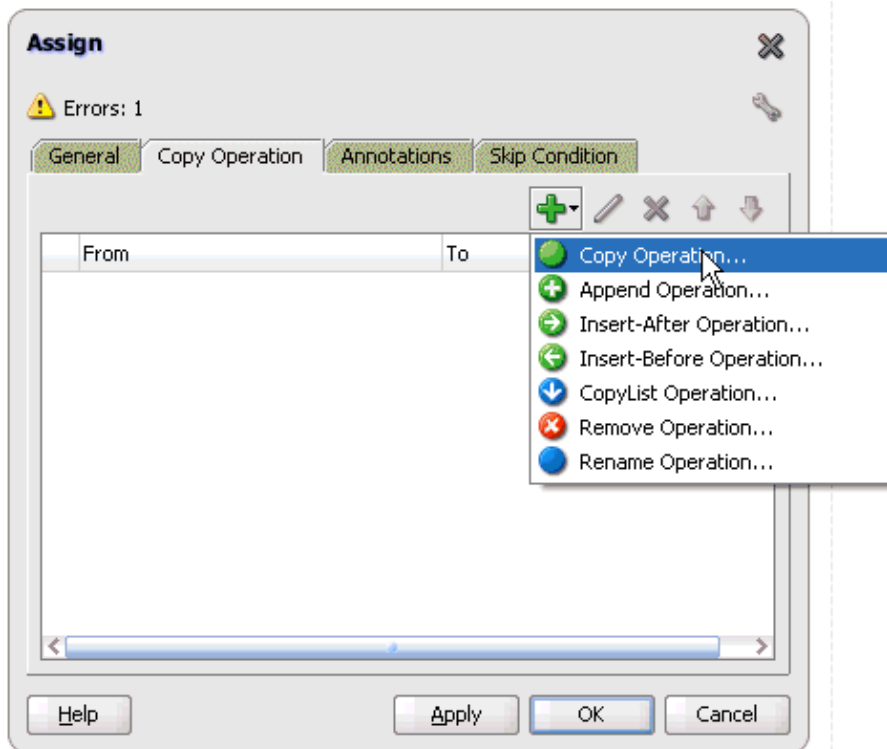 Assign
Errors: 1
General Copy Operation Annotations Skip Condition
From To
Copy Operation...
Append Operation...
Insert-After Operation...
Insert-Before Operation...
CopyList Operation...
Remove Operation...
Rename Operation...
Help Apply OK Cancel